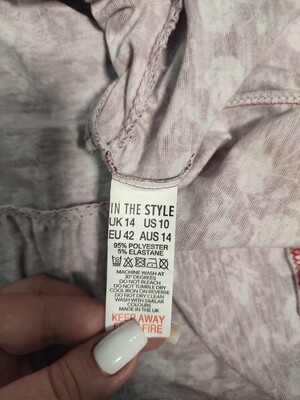 IN THE STYLE
UK 14 US 10
EU 42 AUS 14
95% POLYESTER
5% ELASTANE
MACHINE WASH AT
30° DEGREES
DO NOT BLEACH
DO NOT TUMBLE DRY
COOL IRON ON REVERSE
DO NOT DRY CLEAN
WASH WITH SIMILAR
COLOURS
MADE IN THE UK
KEEP AWAY
FIRE